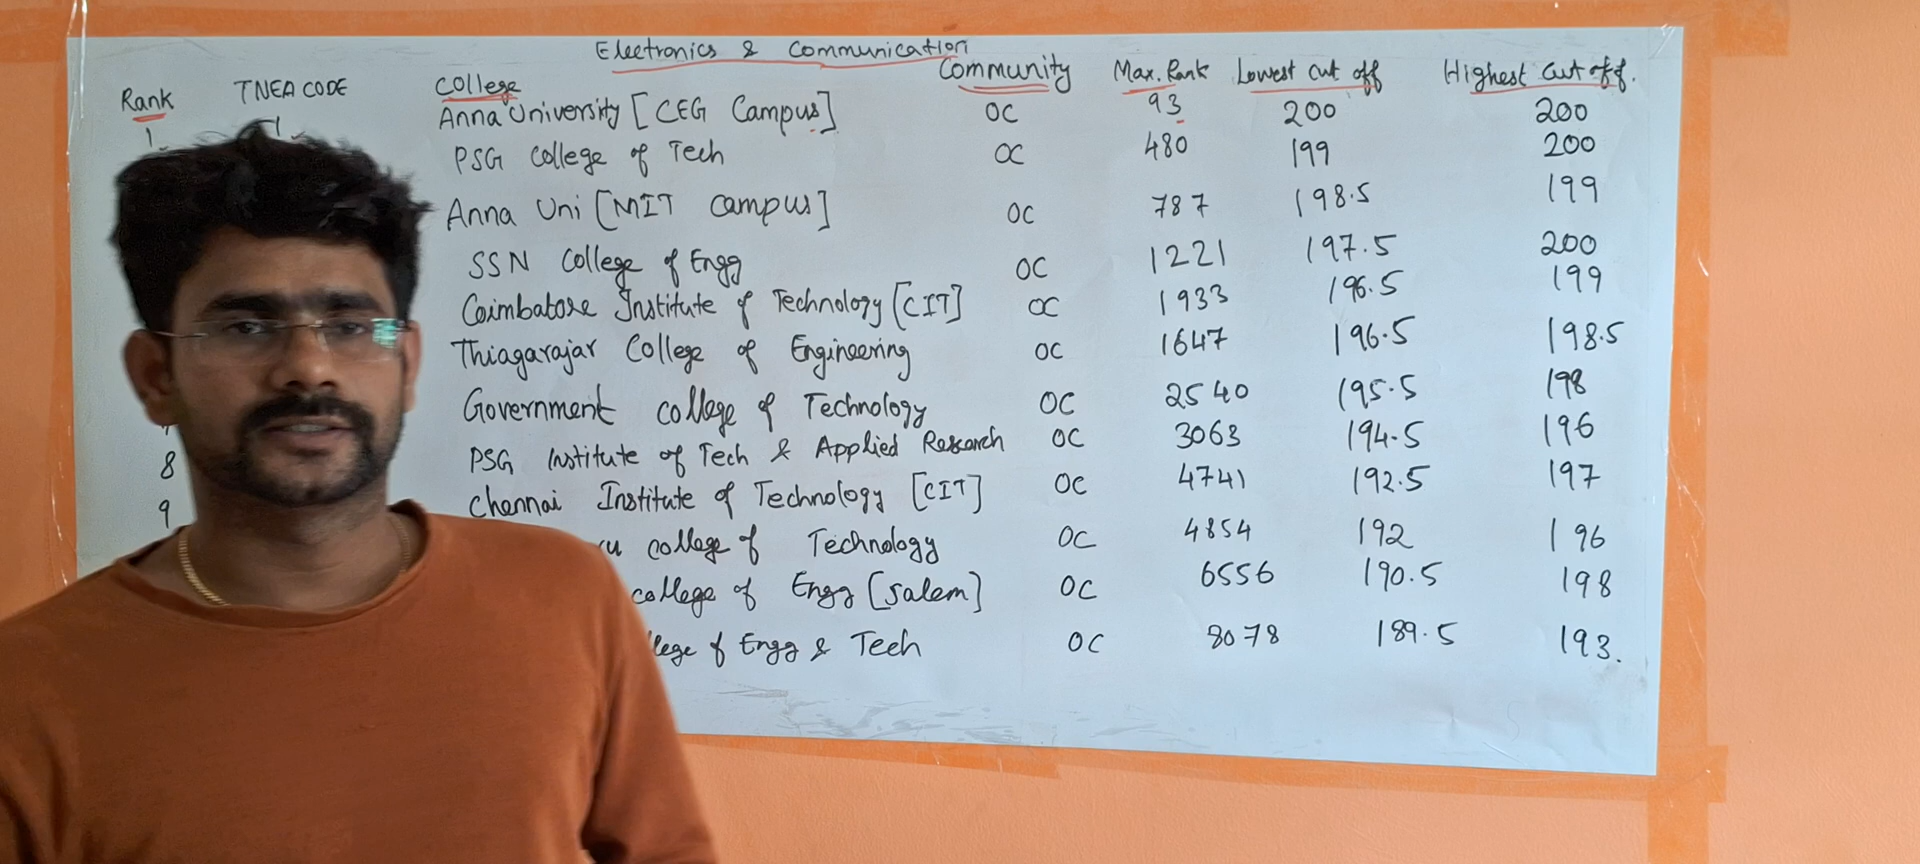 Electronics & Communication
Rank TNEA CODE College Community Max. Rank Lowest cut off Highest cut off.
1. 1 Anna University [CEG Campus] OC 93 200 200
PSG College of Tech OC 480 199 200
Anna Uni [MIT campus] OC 787 198.5 199
SSN College of Engg OC 1221 197.5 200
Coimbatore Institute of Technology [CIT] OC 1933 196.5 199
Thiagarajar College of Engineering OC 1647 196.5 198.5
Government college of Technology OC 2540 195.5 198
8 PSG Institute of Tech & Applied Research OC 3063 194.5 196
9 Chennai Institute of Technology [CIT] OC 4741 192.5 197
college of Technology OC 4854 192 196
college of Engg [Salem] OC 6556 190.5 198
of Engg & Tech OC 8078 189.5 193.